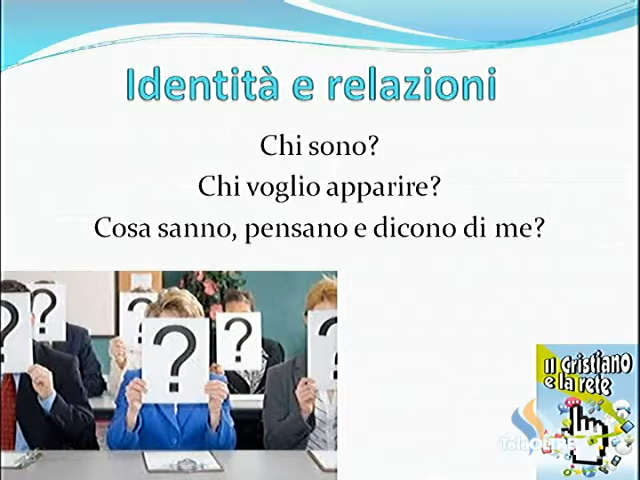 Identità e relazioni
Chi sono?
Chi voglio apparire?
Cosa sanno, pensano e dicono di me?
?
?
?
?
?
?
Il cristiano
e la rete